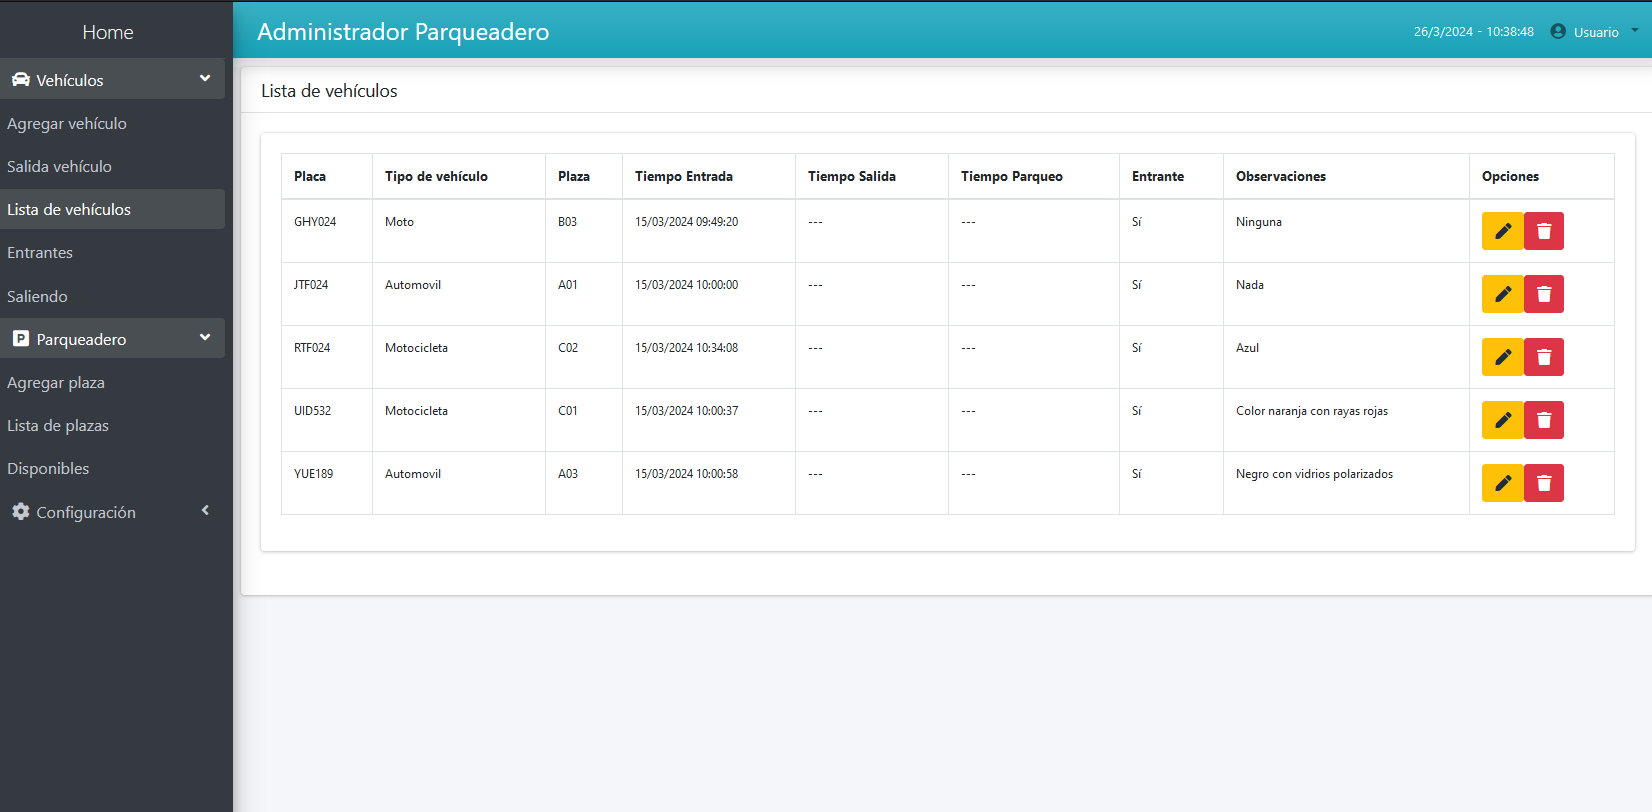 Home
Administrador Parqueadero
26/3/2024 - 10:38:48
Usuario
Vehículos
Agregar vehículo
Salida vehículo
Lista de vehículos
Entrantes
Saliendo
P Parqueadero
Agregar plaza
Lista de plazas
Disponibles
Configuración
Lista de vehículos
Placa Tipo de vehículo Plaza Tiempo Entrada Tiempo Salida Tiempo Parqueo Entrante Observaciones Opciones
GHY024 Moto B03 15/03/2024 09:49:20 --- --- Sí Ninguna
JTF024 Automovil A01 15/03/2024 10:00:00 --- --- Sí Nada
RTF024 Motocicleta C02 15/03/2024 10:34:08 --- --- Sí Azul
UID532 Motocicleta C01 15/03/2024 10:00:37 --- --- Sí Color naranja con rayas rojas
YUE189 Automovil A03 15/03/2024 10:00:58 --- --- Sí Negro con vidrios polarizados